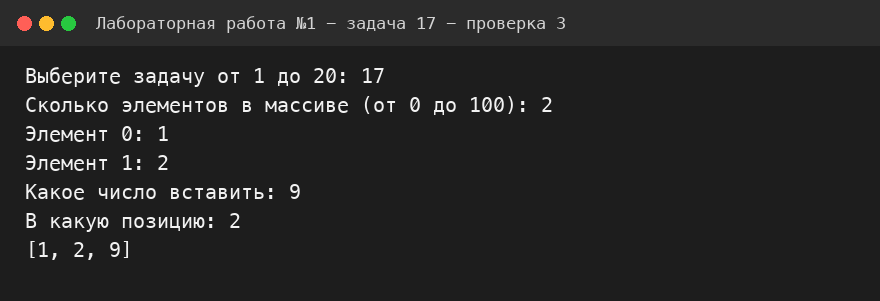 Лабораторная работа №1 — задача 17 — проверка 3
Выберите задачу от 1 до 20: 17
Сколько элементов в массиве (от 0 до 100): 2
Элемент 0: 1
Элемент 1: 2
Какое число вставить: 9
В какую позицию: 2
[1, 2, 9]